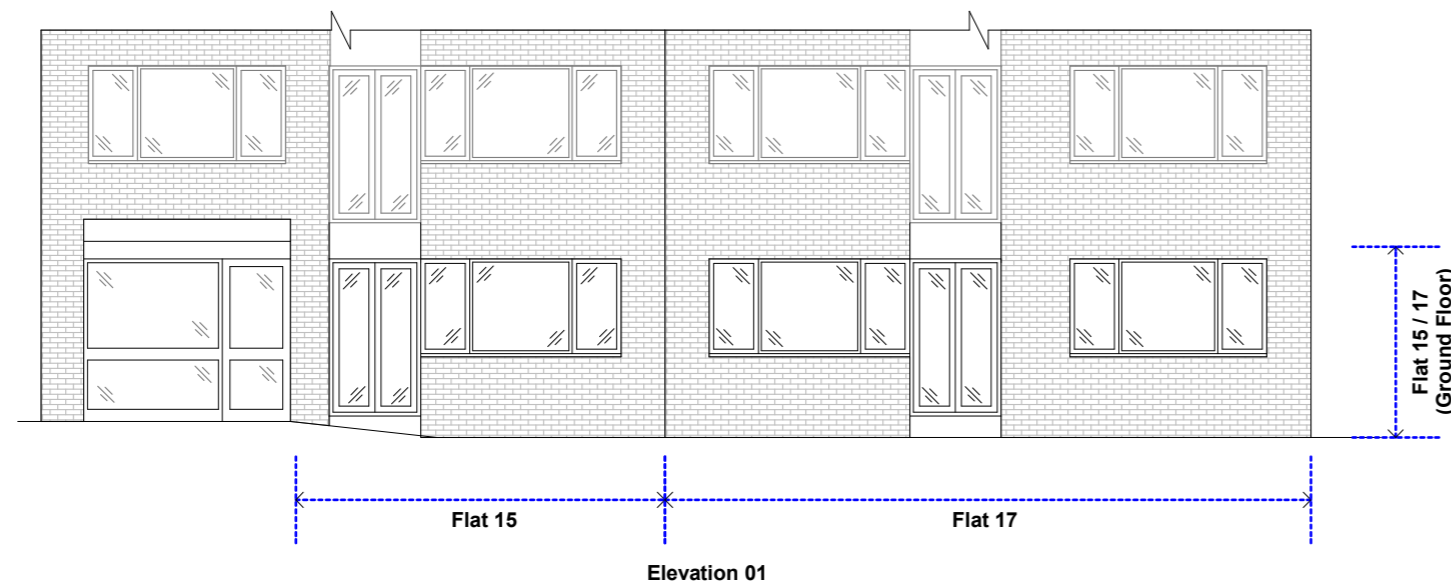 Flat 15 / 17
(Ground Floor)
Flat 15
Flat 17
Elevation 01